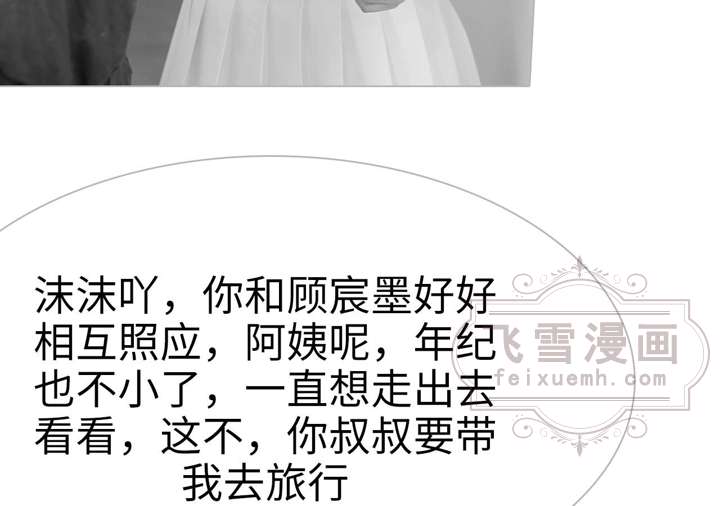 沫沫吖，你和顾宸墨好好
相互照应，阿姨呢，年纪
也不小了，一直想走出去
看看，这不，你叔叔要带
我去旅行
飞雪漫画
feixuemh.com